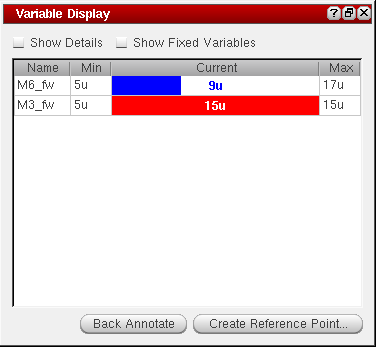 Variable Display
Show Details Show Fixed Variables
Name Min Current Max
M6_fw 5u 9u 17u
M3_fw 5u 15u 15u
Back Annotate Create Reference Point...